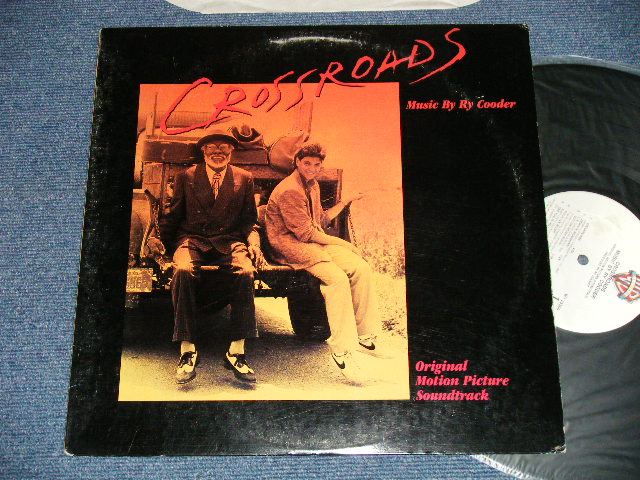 CROSSROADS
Music By Ry Cooder
Original
Motion Picture
Soundtrack